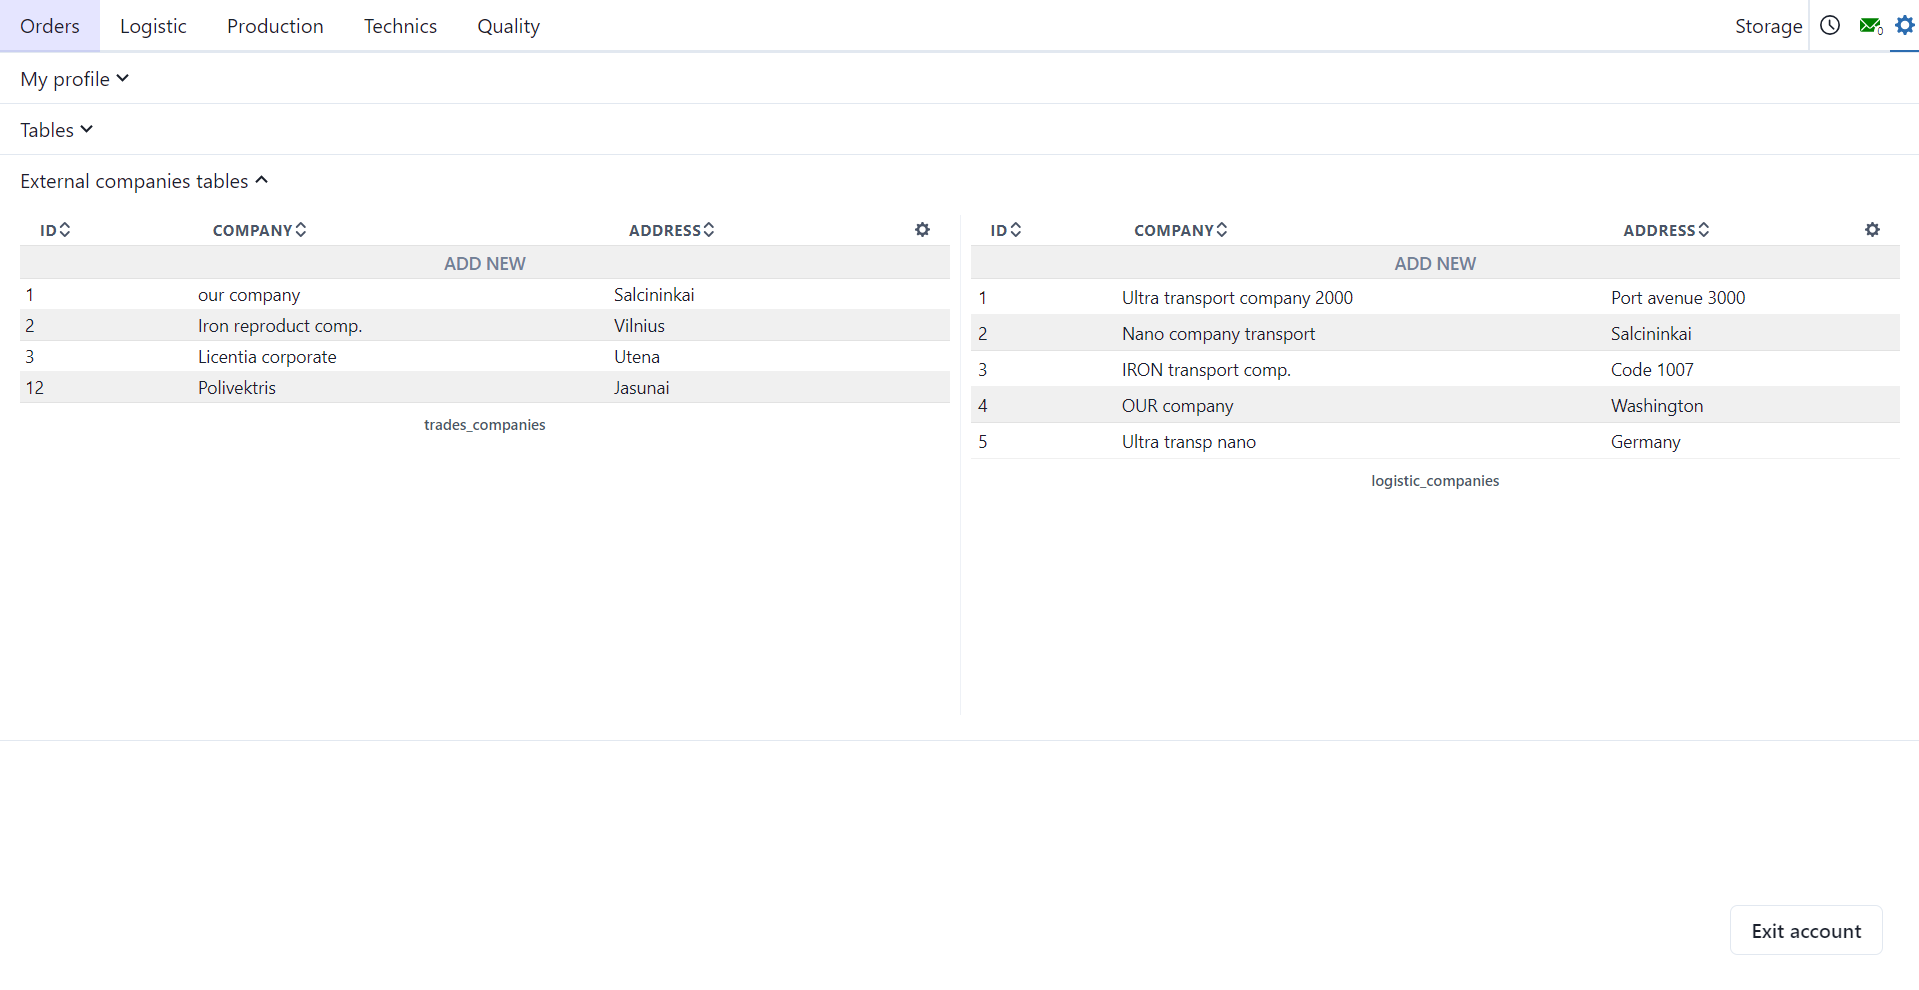 Orders Logistic Production Technics Quality Storage 0
My profile
Tables
External companies tables
ID COMPANY ADDRESS
ADD NEW
1 our company Salcininkai
2 Iron reproduct comp. Vilnius
3 Licentia corporate Utena
12 Polivektris Jasunai
trades_companies
ID COMPANY ADDRESS
ADD NEW
1 Ultra transport company 2000 Port avenue 3000
2 Nano company transport Salcininkai
3 IRON transport comp. Code 1007
4 OUR company Washington
5 Ultra transp nano Germany
logistic_companies
Exit account